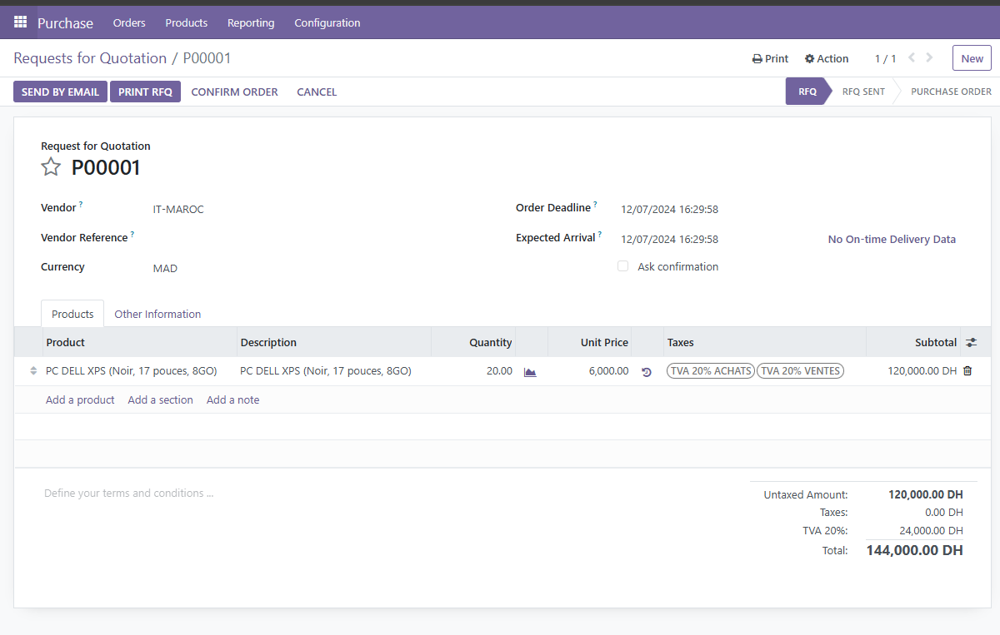 Purchase Orders Products Reporting Configuration
Requests for Quotation / P00001 Print Action 1 / 1 New
SEND BY EMAIL PRINT RFQ CONFIRM ORDER CANCEL RFQ RFQ SENT PURCHASE ORDER
Request for Quotation
P00001
Vendor ? IT-MAROC Order Deadline ? 12/07/2024 16:29:58
Vendor Reference ? Expected Arrival ? 12/07/2024 16:29:58 No On-time Delivery Data
Currency MAD Ask confirmation
Products Other Information
Product Description Quantity Unit Price Taxes Subtotal
PC DELL XPS (Noir, 17 pouces, 8GO) PC DELL XPS (Noir, 17 pouces, 8GO) 20.00 6,000.00 TVA 20% ACHATS TVA 20% VENTES 120,000.00 DH
Add a product Add a section Add a note
Define your terms and conditions ... Untaxed Amount: 120,000.00 DH
Taxes: 0.00 DH
TVA 20%: 24,000.00 DH
Total: 144,000.00 DH